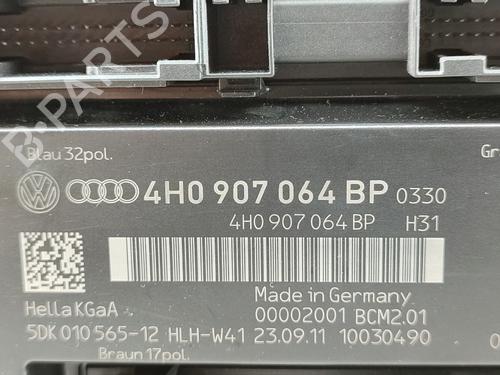 B-PARTS
Blau 32pol.
4H0 907 064 BP 0330
4H0 907 064 BP H31
Made in Germany
Hella KGaA 00002001 BCM2.01
5DK 010 565-12 HLH-W41 23.09.11 10030490
Braun 17pol.